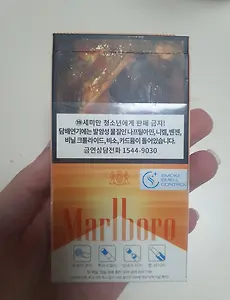 19세미만 청소년에게 판매 금지!
담배연기에는 발암성 물질인 나프틸아민, 니켈, 벤젠,
비닐 크롤라이드, 비소, 카드뮴이 들어있습니다.
금연상담전화 1544-9030
SMOKE
SMELL
CONTROL
Marlboro